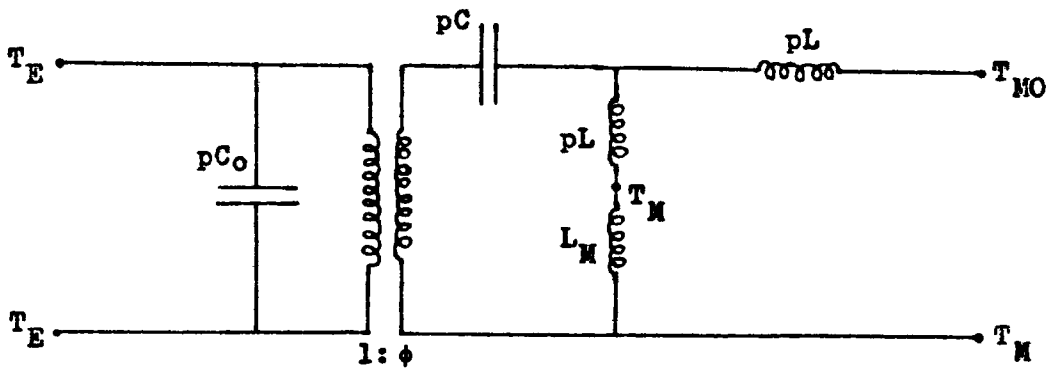 pC
pL
T_E
T_MO
pL
pC_O
T_M
L_M
T_E
T_M
1: φ